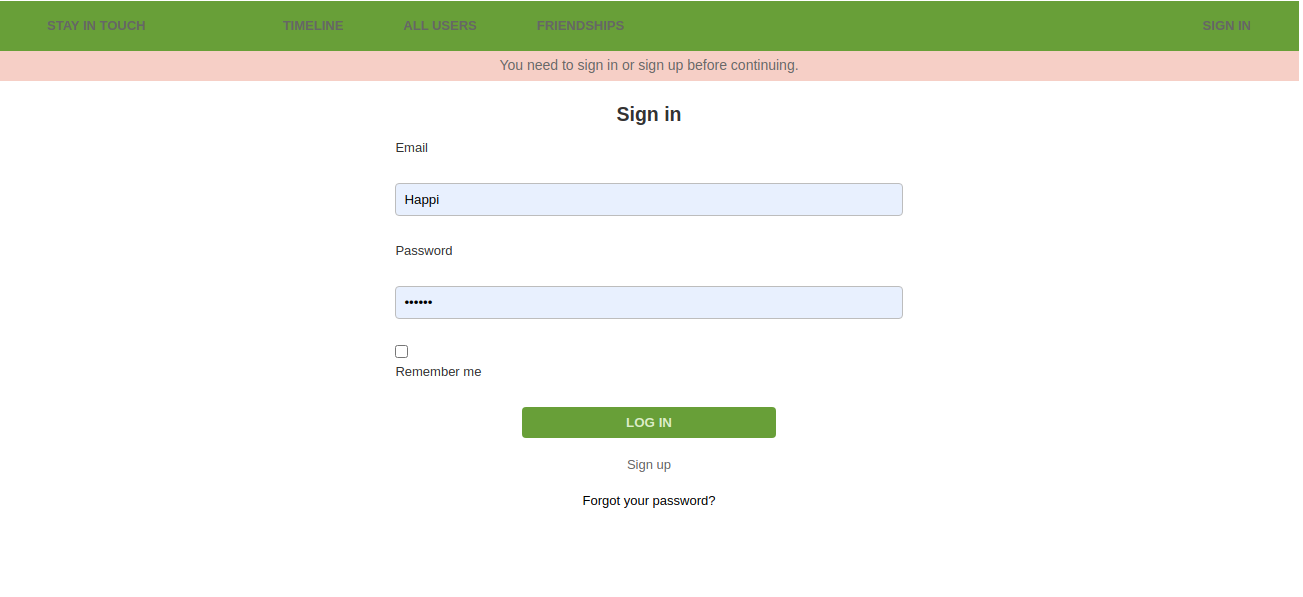 STAY IN TOUCH TIMELINE ALL USERS FRIENDSHIPS SIGN IN
You need to sign in or sign up before continuing.
Sign in
Email
Happi
Password
••••••
Remember me
LOG IN
Sign up
Forgot your password?